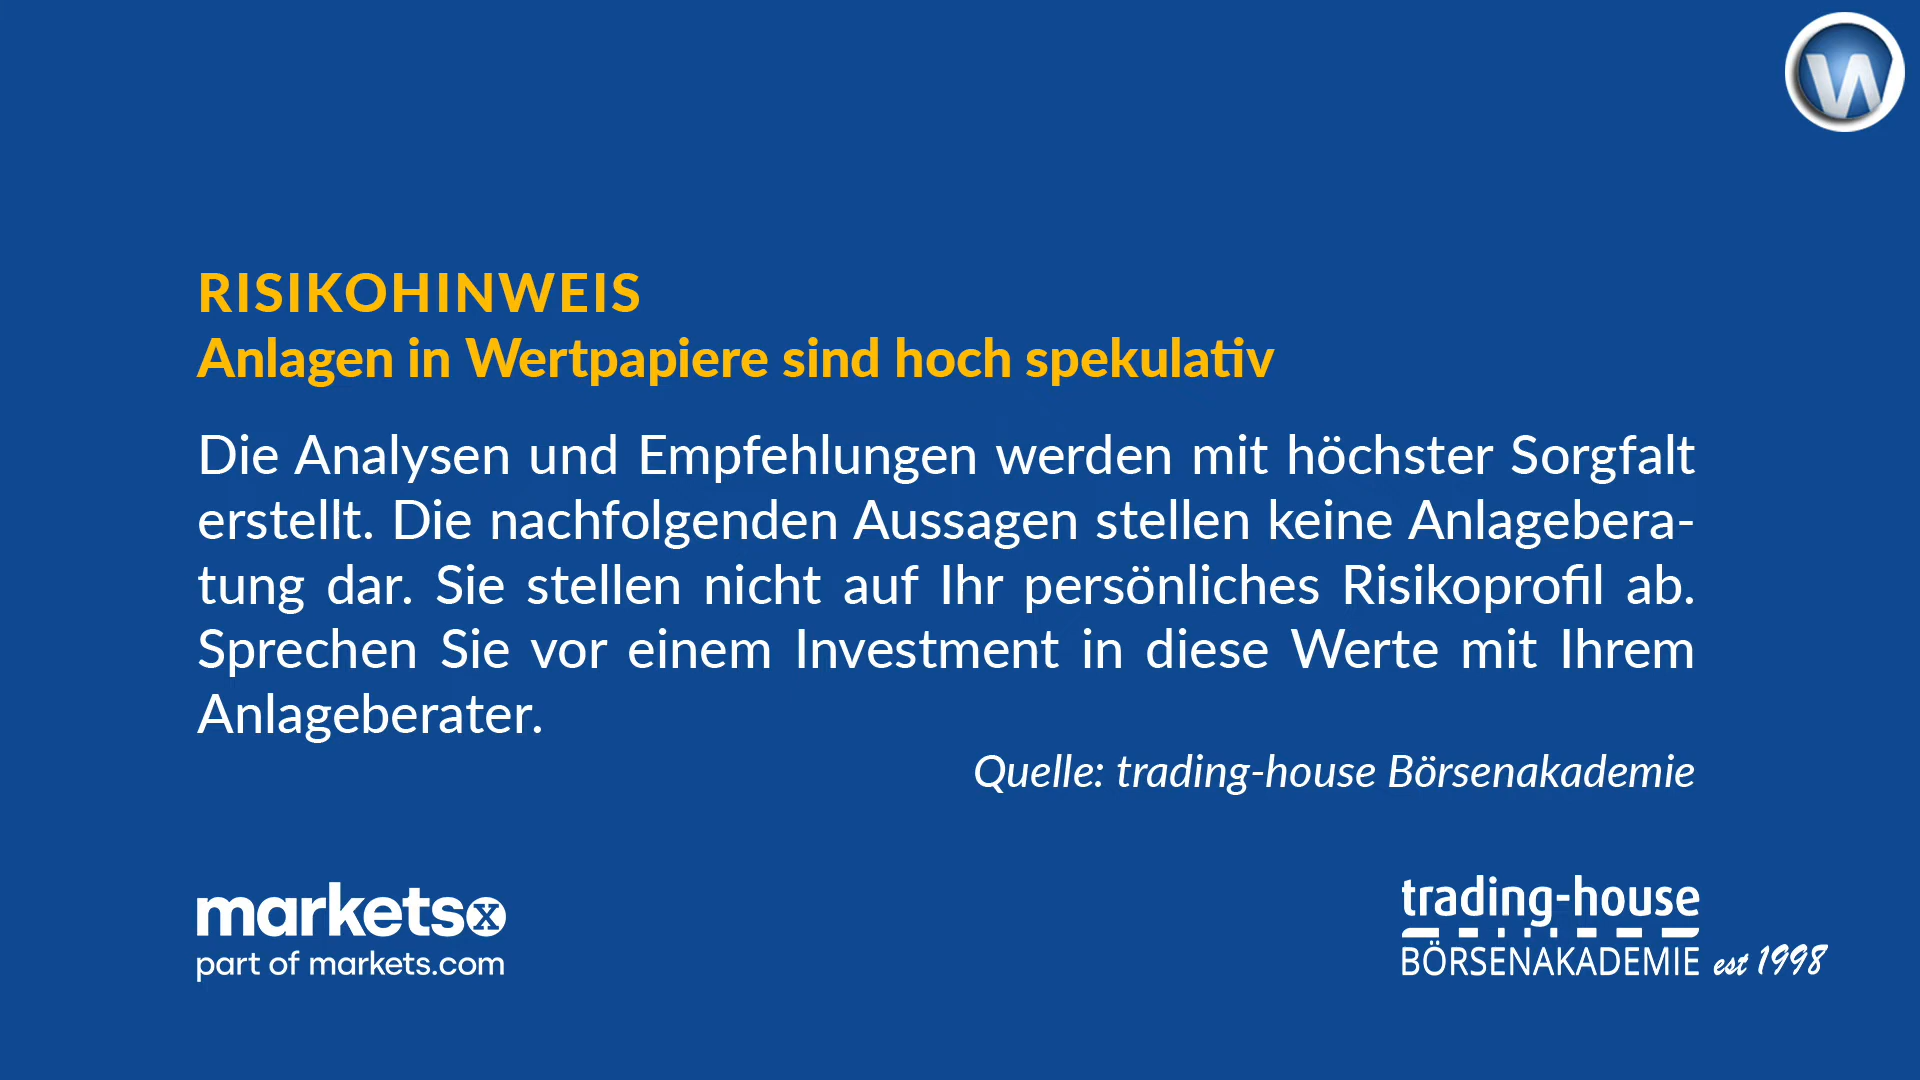 W
RISIKOHINWEIS
Anlagen in Wertpapiere sind hoch spekulativ
Die Analysen und Empfehlungen werden mit höchster Sorgfalt
erstellt. Die nachfolgenden Aussagen stellen keine Anlagebera-
tung dar. Sie stellen nicht auf Ihr persönliches Risikoprofil ab.
Sprechen Sie vor einem Investment in diese Werte mit Ihrem
Anlageberater.
Quelle: trading-house Börsenakademie
markets x
part of markets.com
trading-house
BÖRSENAKADEMIE est 1998